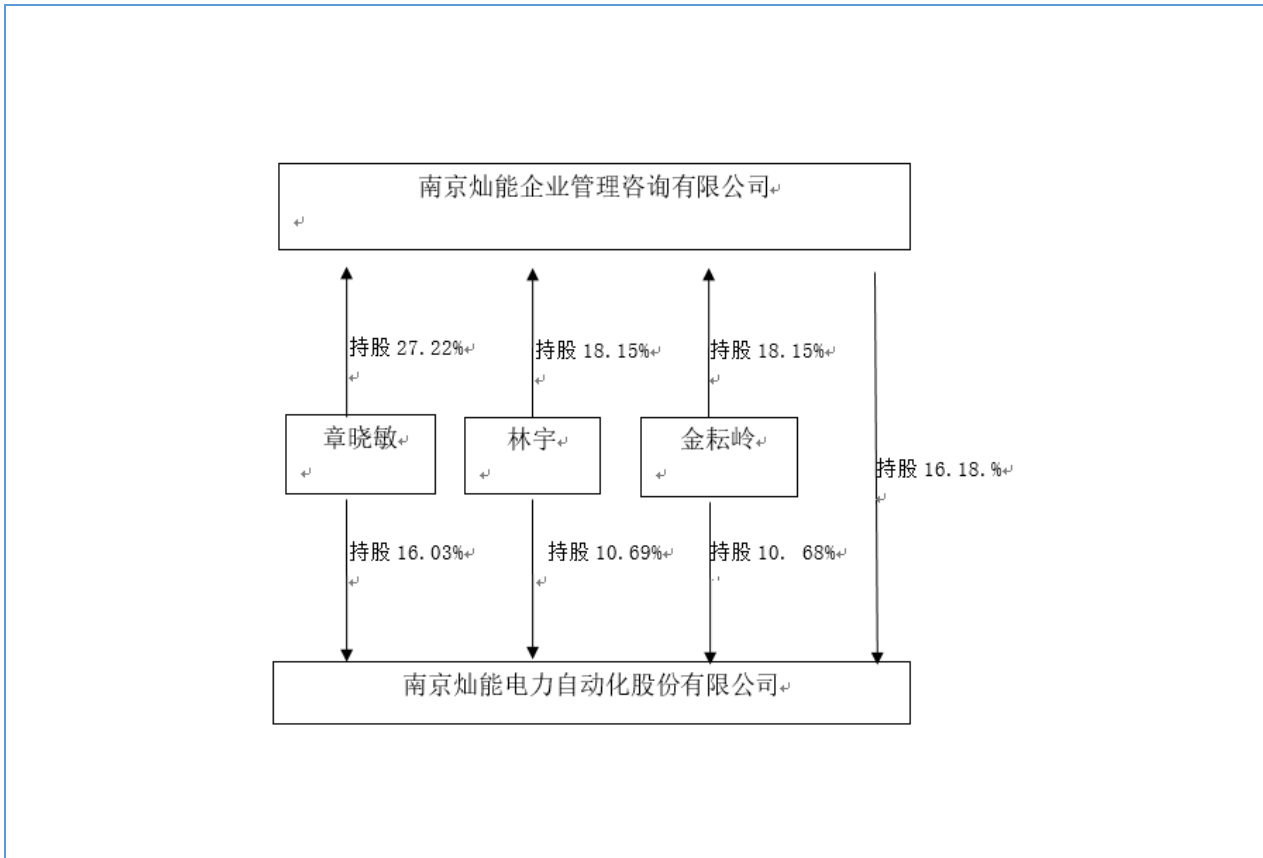 南京灿能企业管理咨询有限公司
持股 27.22%
持股 18.15%
持股 18.15%
章晓敏
林宇
金耘岭
持股 16.18.%
持股 16.03%
持股 10.69%
持股 10. 68%
南京灿能电力自动化股份有限公司